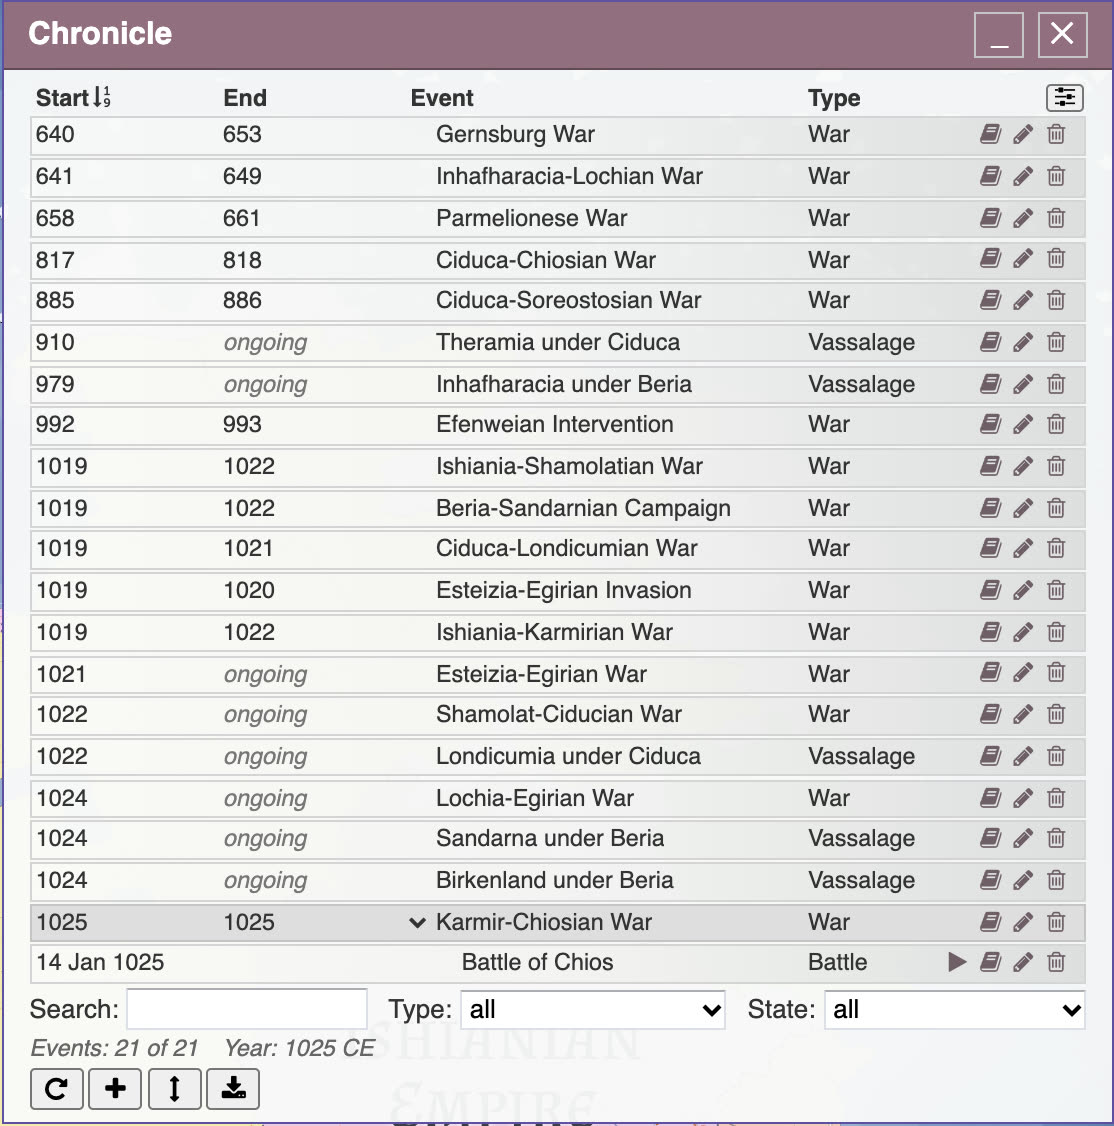 Chronicle
Start End Event Type
640 653 Gernsburg War War
641 649 Inhafharacia-Lochian War War
658 661 Parmelionese War War
817 818 Ciduca-Chiosian War War
885 886 Ciduca-Soreostosian War War
910 ongoing Theramia under Ciduca Vassalage
979 ongoing Inhafharacia under Beria Vassalage
992 993 Efenweian Intervention War
1019 1022 Ishiania-Shamolatian War War
1019 1022 Beria-Sandarnian Campaign War
1019 1021 Ciduca-Londicumian War War
1019 1020 Esteizia-Egirian Invasion War
1019 1022 Ishiania-Karmirian War War
1021 ongoing Esteizia-Egirian War War
1022 ongoing Shamolat-Ciducian War War
1022 ongoing Londicumia under Ciduca Vassalage
1024 ongoing Lochia-Egirian War War
1024 ongoing Sandarna under Beria Vassalage
1024 ongoing Birkenland under Beria Vassalage
1025 1025 Karmir-Chiosian War War
14 Jan 1025 Battle of Chios Battle
Search: Type: all State: all
Events: 21 of 21 Year: 1025 CE
ISHIANIAN
EMPIRE